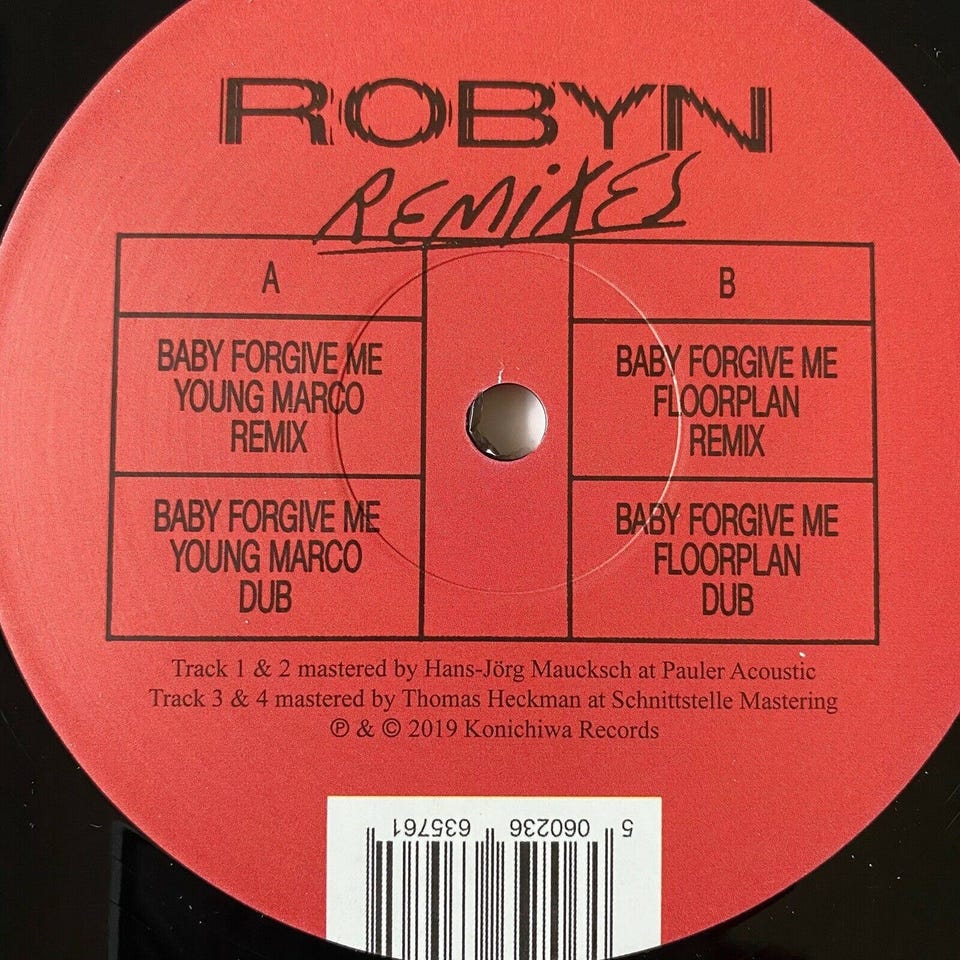 ROBYN
REMIXES
A
BABY FORGIVE ME
YOUNG MARCO
REMIX
BABY FORGIVE ME
YOUNG MARCO
DUB
B
BABY FORGIVE ME
FLOORPLAN
REMIX
BABY FORGIVE ME
FLOORPLAN
DUB
Track 1 & 2 mastered by Hans-Jörg Maucksch at Pauler Acoustic
Track 3 & 4 mastered by Thomas Heckman at Schnittstelle Mastering
℗ & © 2019 Konichiwa Records
5 060236 635761